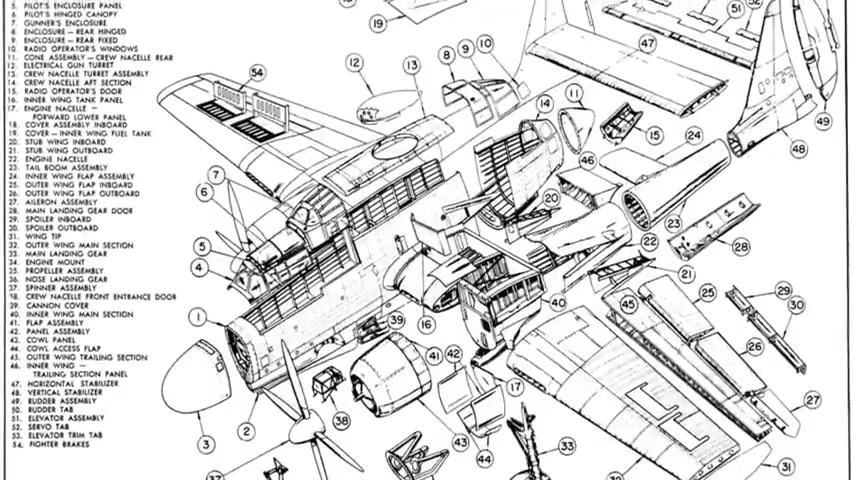 5. PILOT'S ENCLOSURE PANEL
6. PILOT'S HINGED CANOPY
7. GUNNER'S ENCLOSURE
8. ENCLOSURE — REAR HINGED
9. ENCLOSURE — REAR FIXED
10. RADIO OPERATOR'S WINDOWS
11. CONE ASSEMBLY — CREW NACELLE REAR
12. ELECTRICAL GUN TURRET
13. CREW NACELLE TURRET ASSEMBLY
14. CREW NACELLE AFT SECTION
15. RADIO OPERATOR'S DOOR
16. INNER WING TANK PANEL
17. ENGINE NACELLE —
FORWARD LOWER PANEL
18. COVER ASSEMBLY INBOARD
19. COVER — INNER WING FUEL TANK
20. STUB WING INBOARD
21. STUB WING OUTBOARD
22. ENGINE NACELLE
23. TAIL BOOM ASSEMBLY
24. INNER WING FLAP ASSEMBLY
25. OUTER WING FLAP INBOARD
26. OUTER WING FLAP OUTBOARD
27. AILERON ASSEMBLY
28. MAIN LANDING GEAR DOOR
29. SPOILER INBOARD
30. SPOILER OUTBOARD
31. WING TIP
32. OUTER WING MAIN SECTION
33. MAIN LANDING GEAR
34. ENGINE MOUNT
35. PROPELLER ASSEMBLY
36. NOSE LANDING GEAR
37. SPINNER ASSEMBLY
38. CREW NACELLE FRONT ENTRANCE DOOR
39. CANNON COVER
40. INNER WING MAIN SECTION
41. FLAP ASSEMBLY
42. PANEL ASSEMBLY
43. COWL PANEL
44. COWL ACCESS FLAP
45. OUTER WING TRAILING SECTION
46. INNER WING —
TRAILING SECTION PANEL
47. HORIZONTAL STABILIZER
48. VERTICAL STABILIZER
49. RUDDER ASSEMBLY
50. RUDDER TAB
51. ELEVATOR ASSEMBLY
52. SERVO TAB
53. ELEVATOR TRIM TAB
54. FIGHTER BRAKES
19
51
52
47
54
12
13
8
9
10
14
11
15
24
48
49
7
6
5
4
46
20
23
22
28
21
1
16
39
40
45
25
29
30
26
41
42
17
3
2
38
43
44
33
27
31
37
32